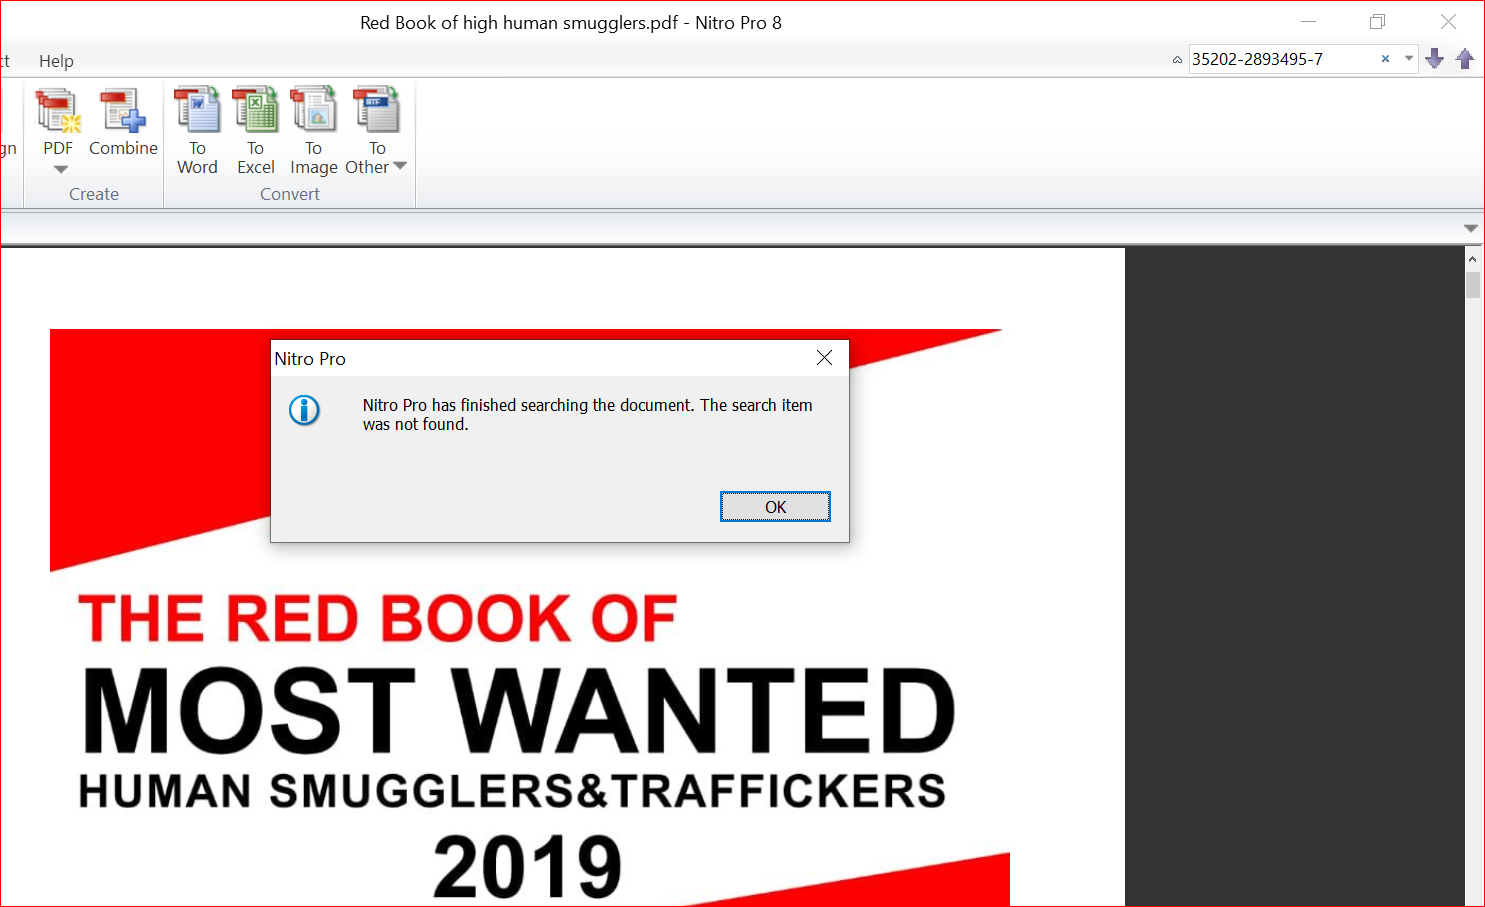 Red Book of high human smugglers.pdf - Nitro Pro 8
ct Help
35202-2893495-7
gn
PDF
Combine
To Word
To Excel
To Image
To Other
Create
Convert
Nitro Pro
Nitro Pro has finished searching the document. The search item
was not found.
OK
THE RED BOOK OF
MOST WANTED
HUMAN SMUGGLERS&TRAFFICKERS
2019